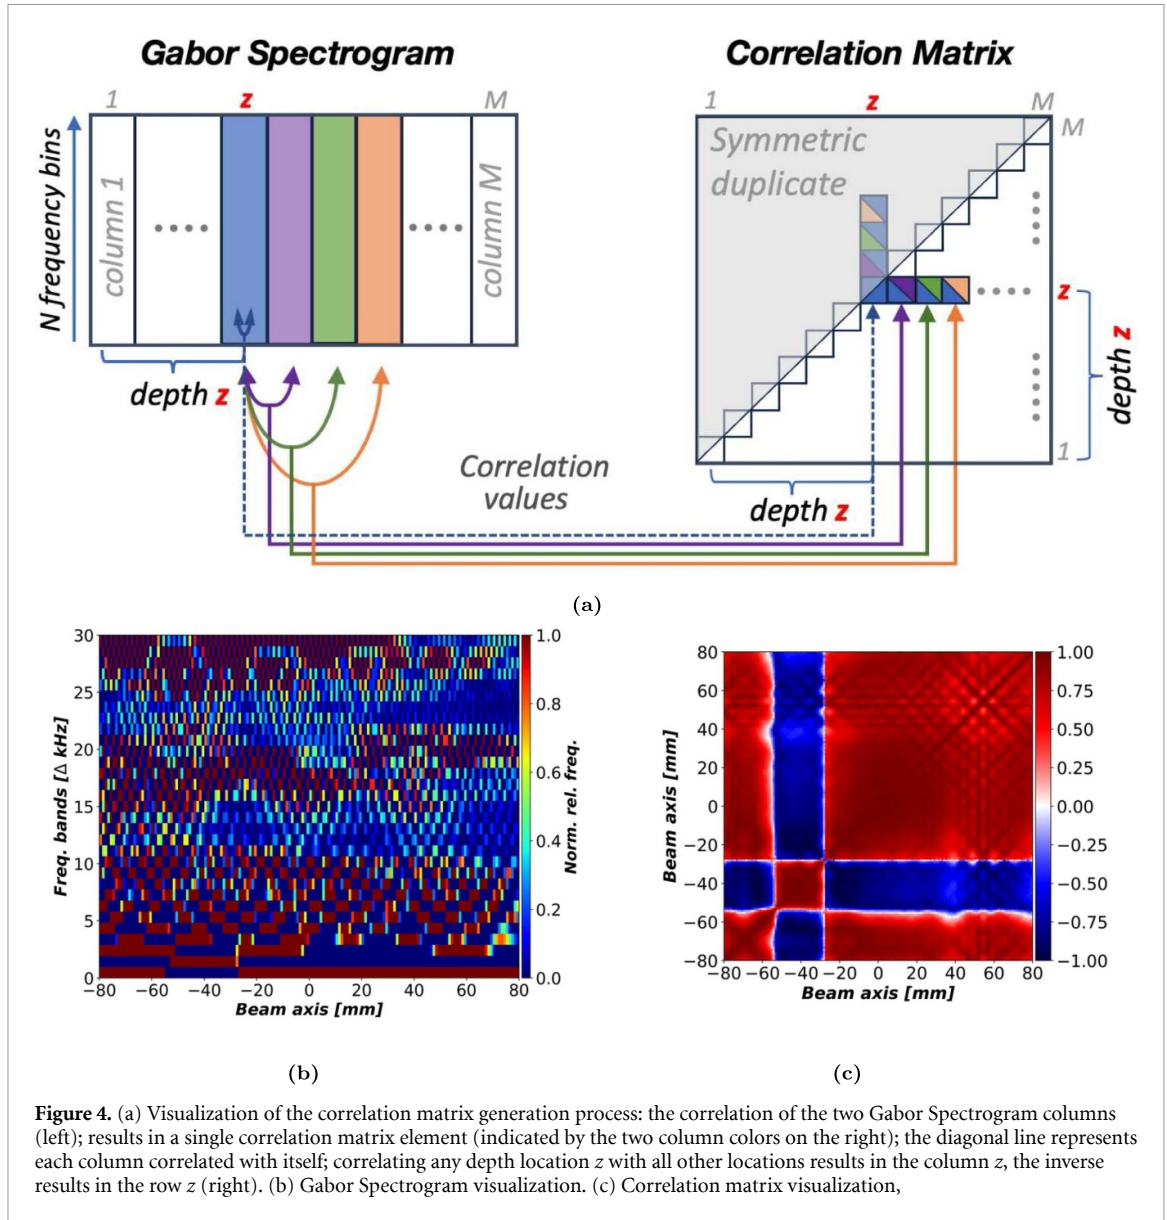 Gabor Spectrogram
Correlation Matrix
1
z
M
N frequency bins
column 1
column M
depth z
Correlation
values
1
z
M
M
Symmetric
duplicate
z
depth z
1
depth z
(a)
30
25
20
15
10
5
0
Freq. bands [Δ kHz]
−80 −60 −40 −20 0 20 40 60 80
Beam axis [mm]
1.0
0.8
0.6
0.4
0.2
0.0
Norm. rel. freq.
80
60
40
20
0
−20
−40
−60
−80
Beam axis [mm]
−80 −60 −40 −20 0 20 40 60 80
Beam axis [mm]
1.00
0.75
0.50
0.25
0.00
−0.25
−0.50
−0.75
−1.00
(b)
(c)
Figure 4. (a) Visualization of the correlation matrix generation process: the correlation of the two Gabor Spectrogram columns
(left); results in a single correlation matrix element (indicated by the two column colors on the right); the diagonal line represents
each column correlated with itself; correlating any depth location z with all other locations results in the column z, the inverse
results in the row z (right). (b) Gabor Spectrogram visualization. (c) Correlation matrix visualization,